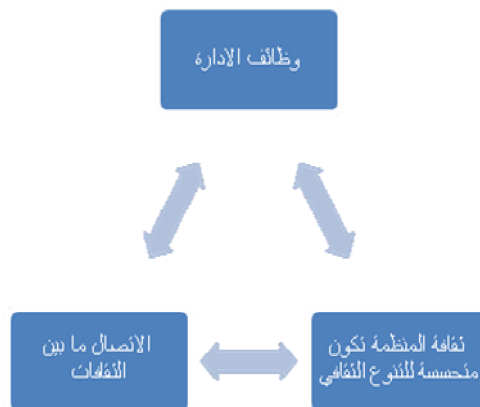 وظائف الادارة
ثقافة المنظمة تكون
متحسسة للتنوع الثقافي
الاتصال ما بين
الثقافات